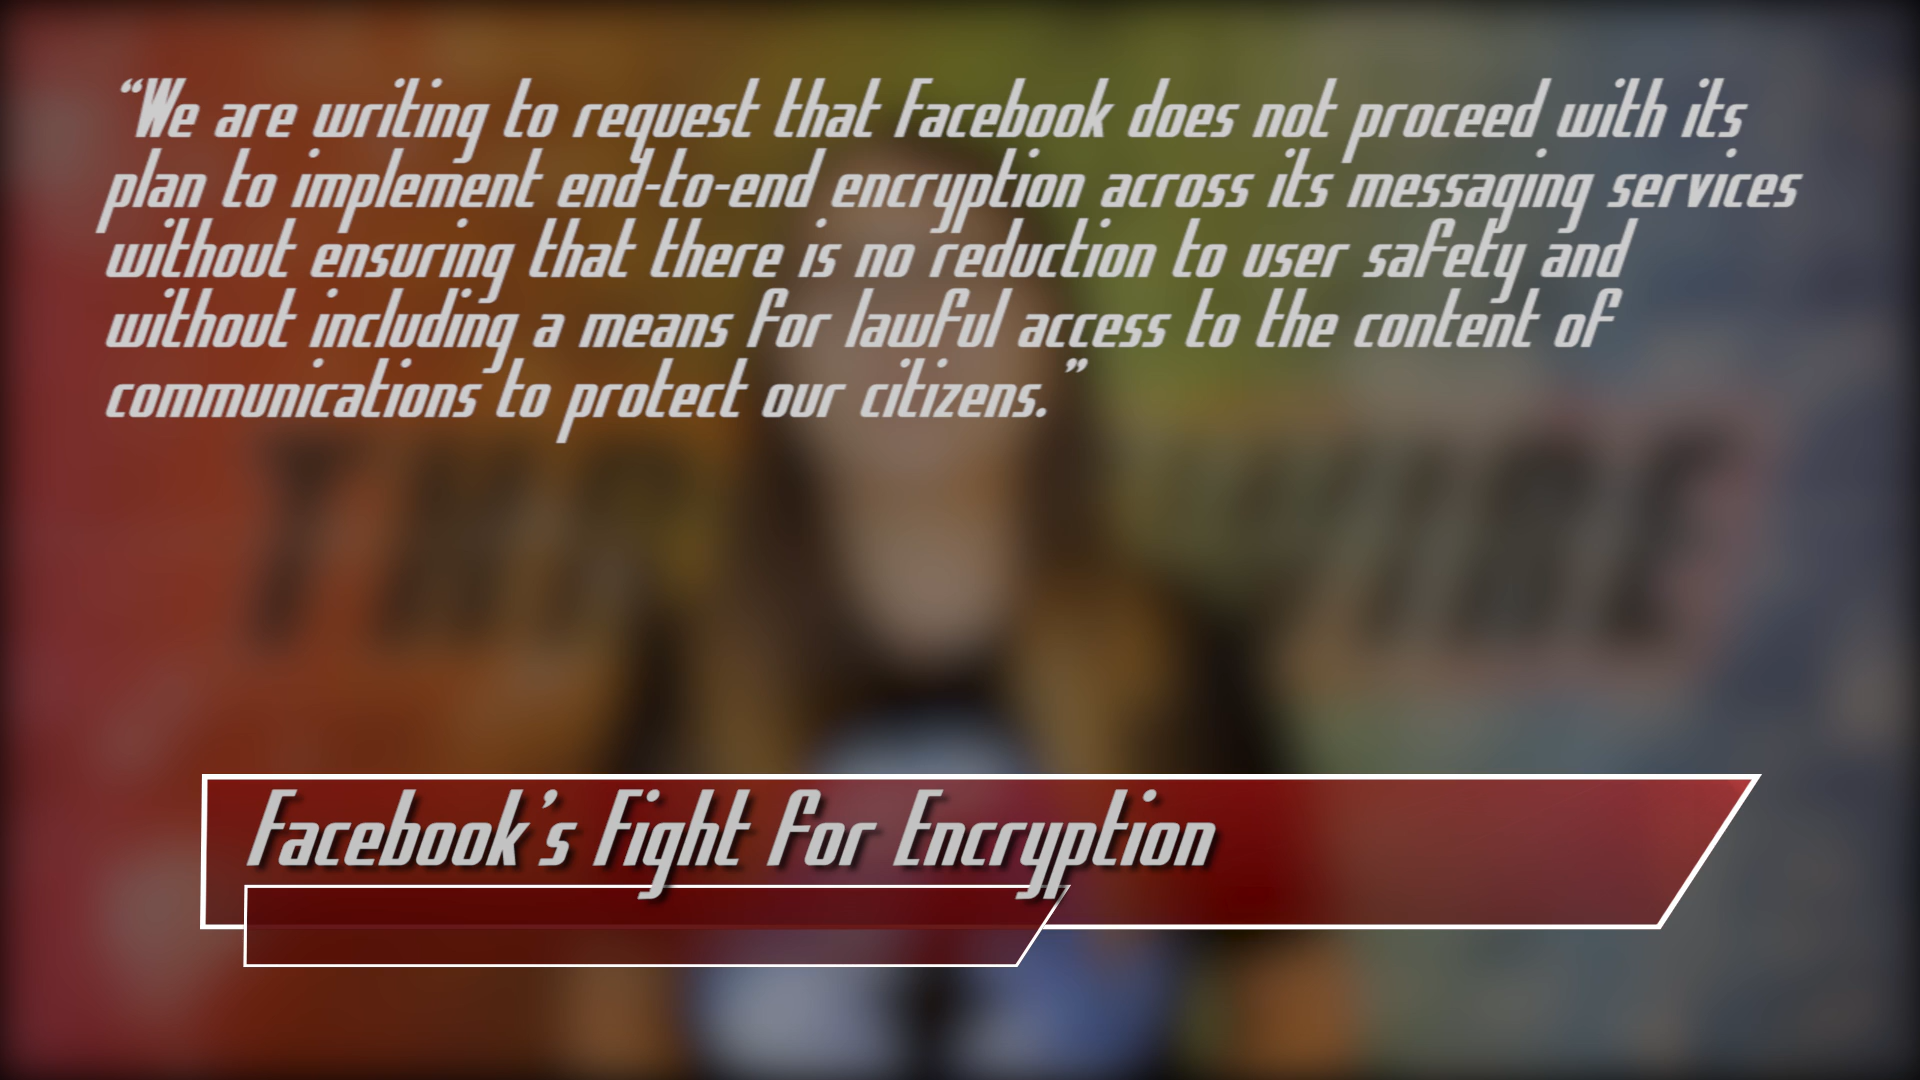 “We are writing to request that Facebook does not proceed with its
plan to implement end-to-end encryption across its messaging services
without ensuring that there is no reduction to user safety and
without including a means for lawful access to the content of
communications to protect our citizens.”
Facebook's Fight For Encryption